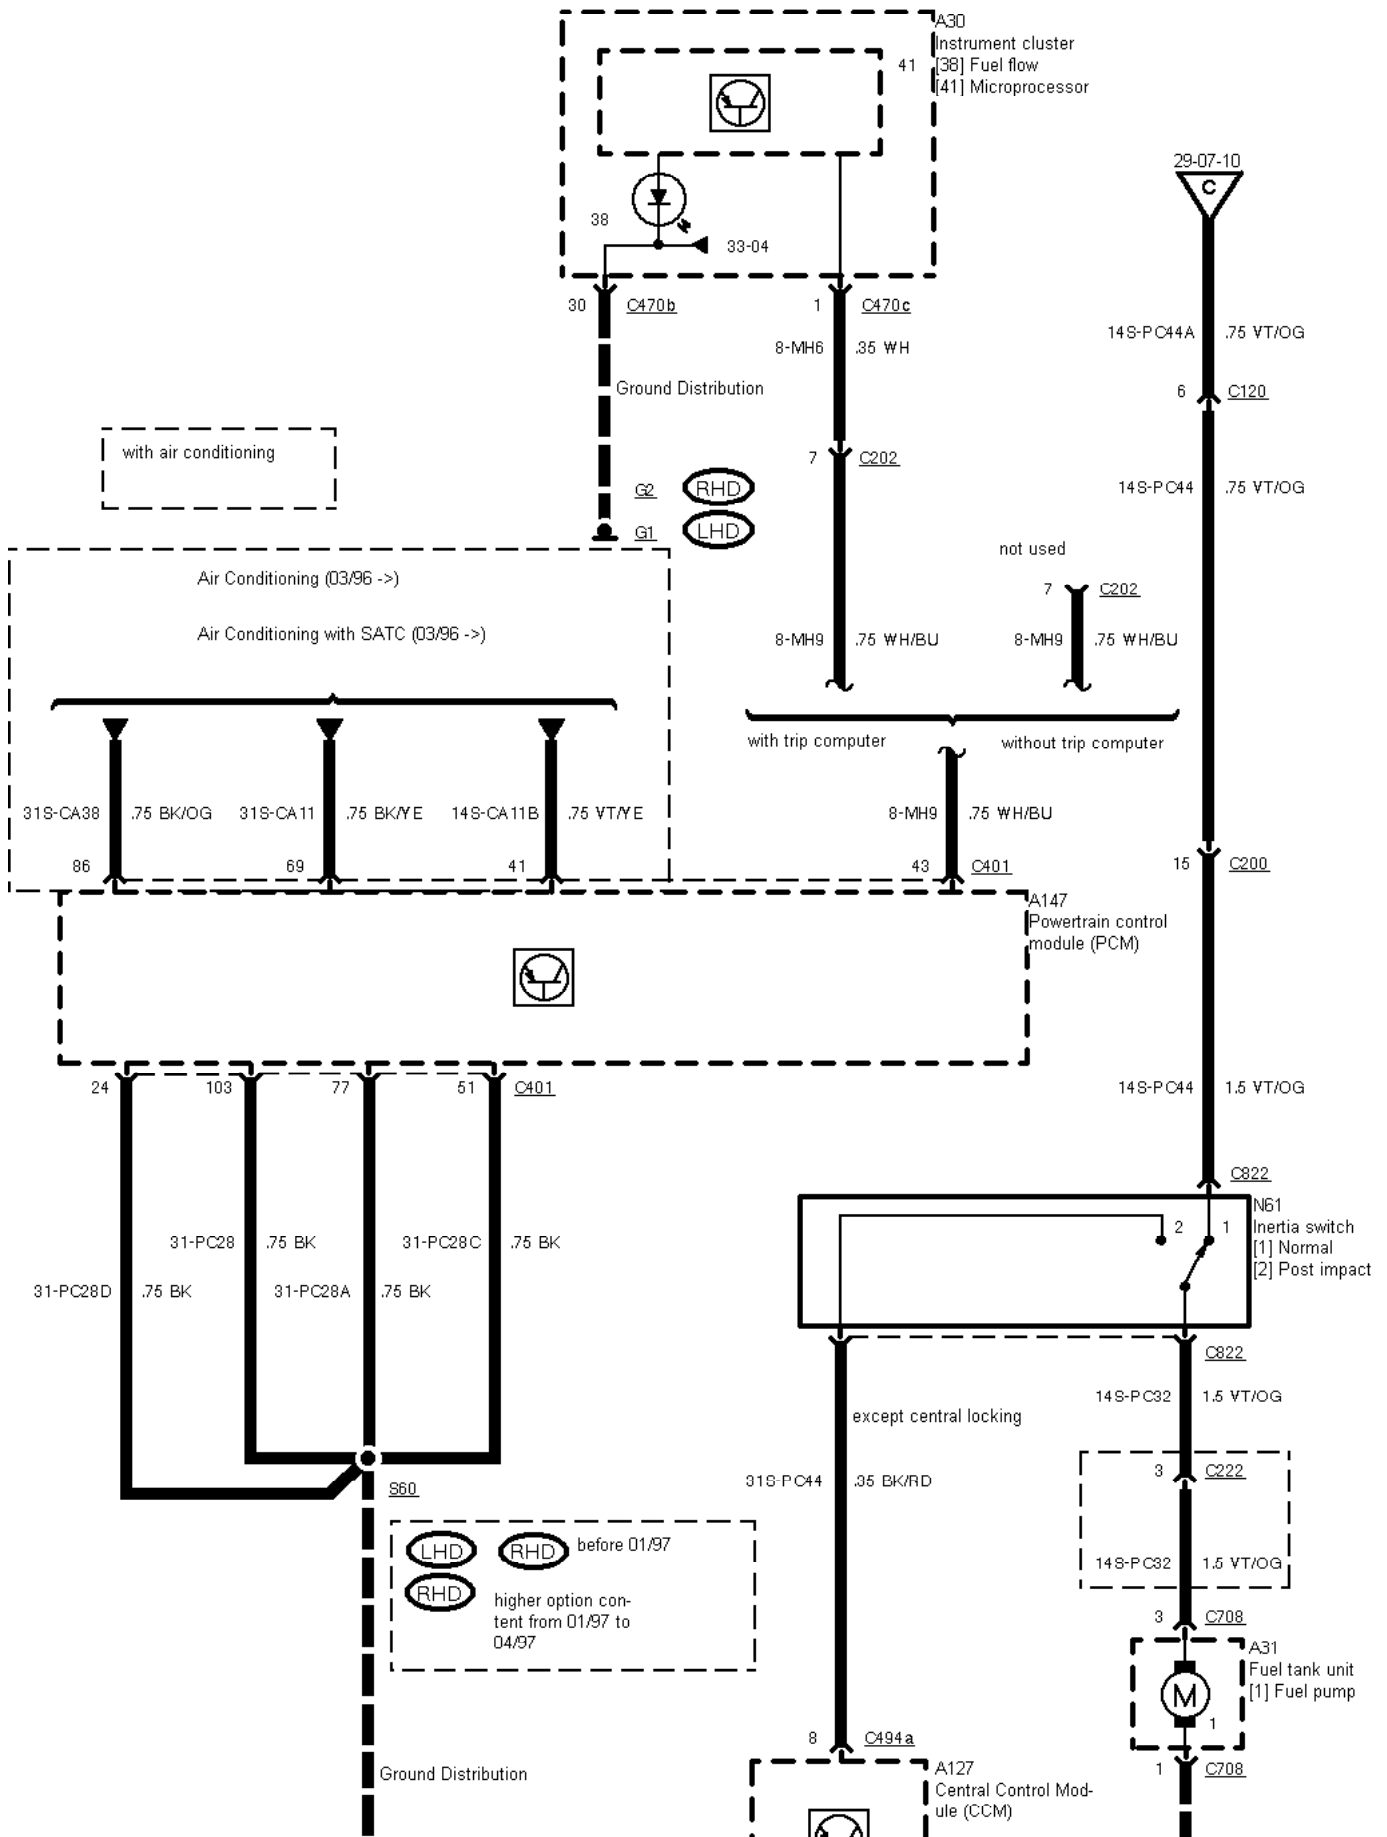 A30
Instrument cluster
[38] Fuel flow
[41] Microprocessor
41
38
33-04
29-07-10
C
30 C470b
1 C470c
8-MH6 .35 WH
14S-PC44A .75 VT/OG
Ground Distribution
6 C120
with air conditioning
7 C202
G2 RHD
G1 LHD
14S-PC44 .75 VT/OG
not used
7 C202
Air Conditioning (03/96 ->)
Air Conditioning with SATC (03/96 ->)
8-MH9 .75 WH/BU
8-MH9 .75 WH/BU
with trip computer
without trip computer
31S-CA38 .75 BK/OG
31S-CA11 .75 BK/YE
14S-CA11B .75 VT/YE
8-MH9 .75 WH/BU
86
69
41
43 C401
15 C200
A147
Powertrain control
module (PCM)
24
103
77
51 C401
14S-PC44 1.5 VT/OG
C822
N61
Inertia switch
[1] Normal
[2] Post impact
2
1
31-PC28 .75 BK
31-PC28C .75 BK
31-PC28D .75 BK
31-PC28A .75 BK
C822
14S-PC32 1.5 VT/OG
except central locking
3 C222
31S-PC44 .35 BK/RD
S60
LHD RHD before 01/97
RHD
higher option con-
tent from 01/97 to
04/97
14S-PC32 1.5 VT/OG
3 C708
A31
Fuel tank unit
[1] Fuel pump
M
1
8 C494a
1 C708
Ground Distribution
A127
Central Control Mod-
ule (CCM)